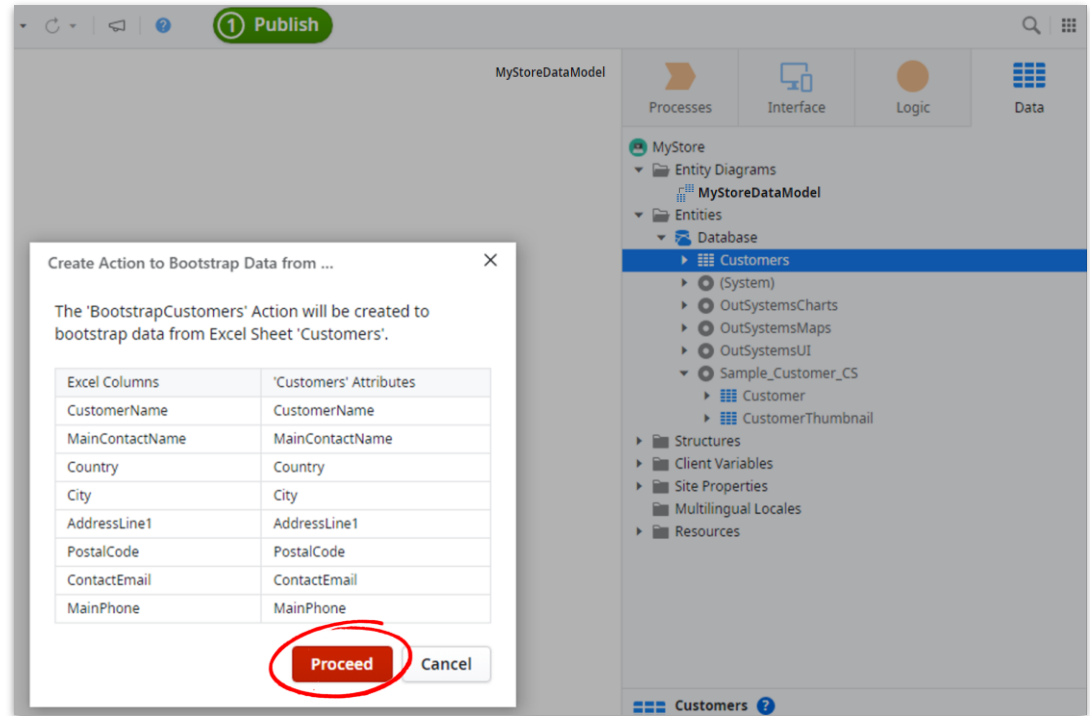 1 Publish
MyStoreDataModel
Processes
Interface
Logic
Data
MyStore
Entity Diagrams
MyStoreDataModel
Entities
Database
Customers
(System)
OutSystemsCharts
OutSystemsMaps
OutSystemsUI
Sample_Customer_CS
Customer
CustomerThumbnail
Structures
Client Variables
Site Properties
Multilingual Locales
Resources
Customers ?
Create Action to Bootstrap Data from ...
The 'BootstrapCustomers' Action will be created to
bootstrap data from Excel Sheet 'Customers'.
Excel Columns 'Customers' Attributes
CustomerName CustomerName
MainContactName MainContactName
Country Country
City City
AddressLine1 AddressLine1
PostalCode PostalCode
ContactEmail ContactEmail
MainPhone MainPhone
Proceed Cancel